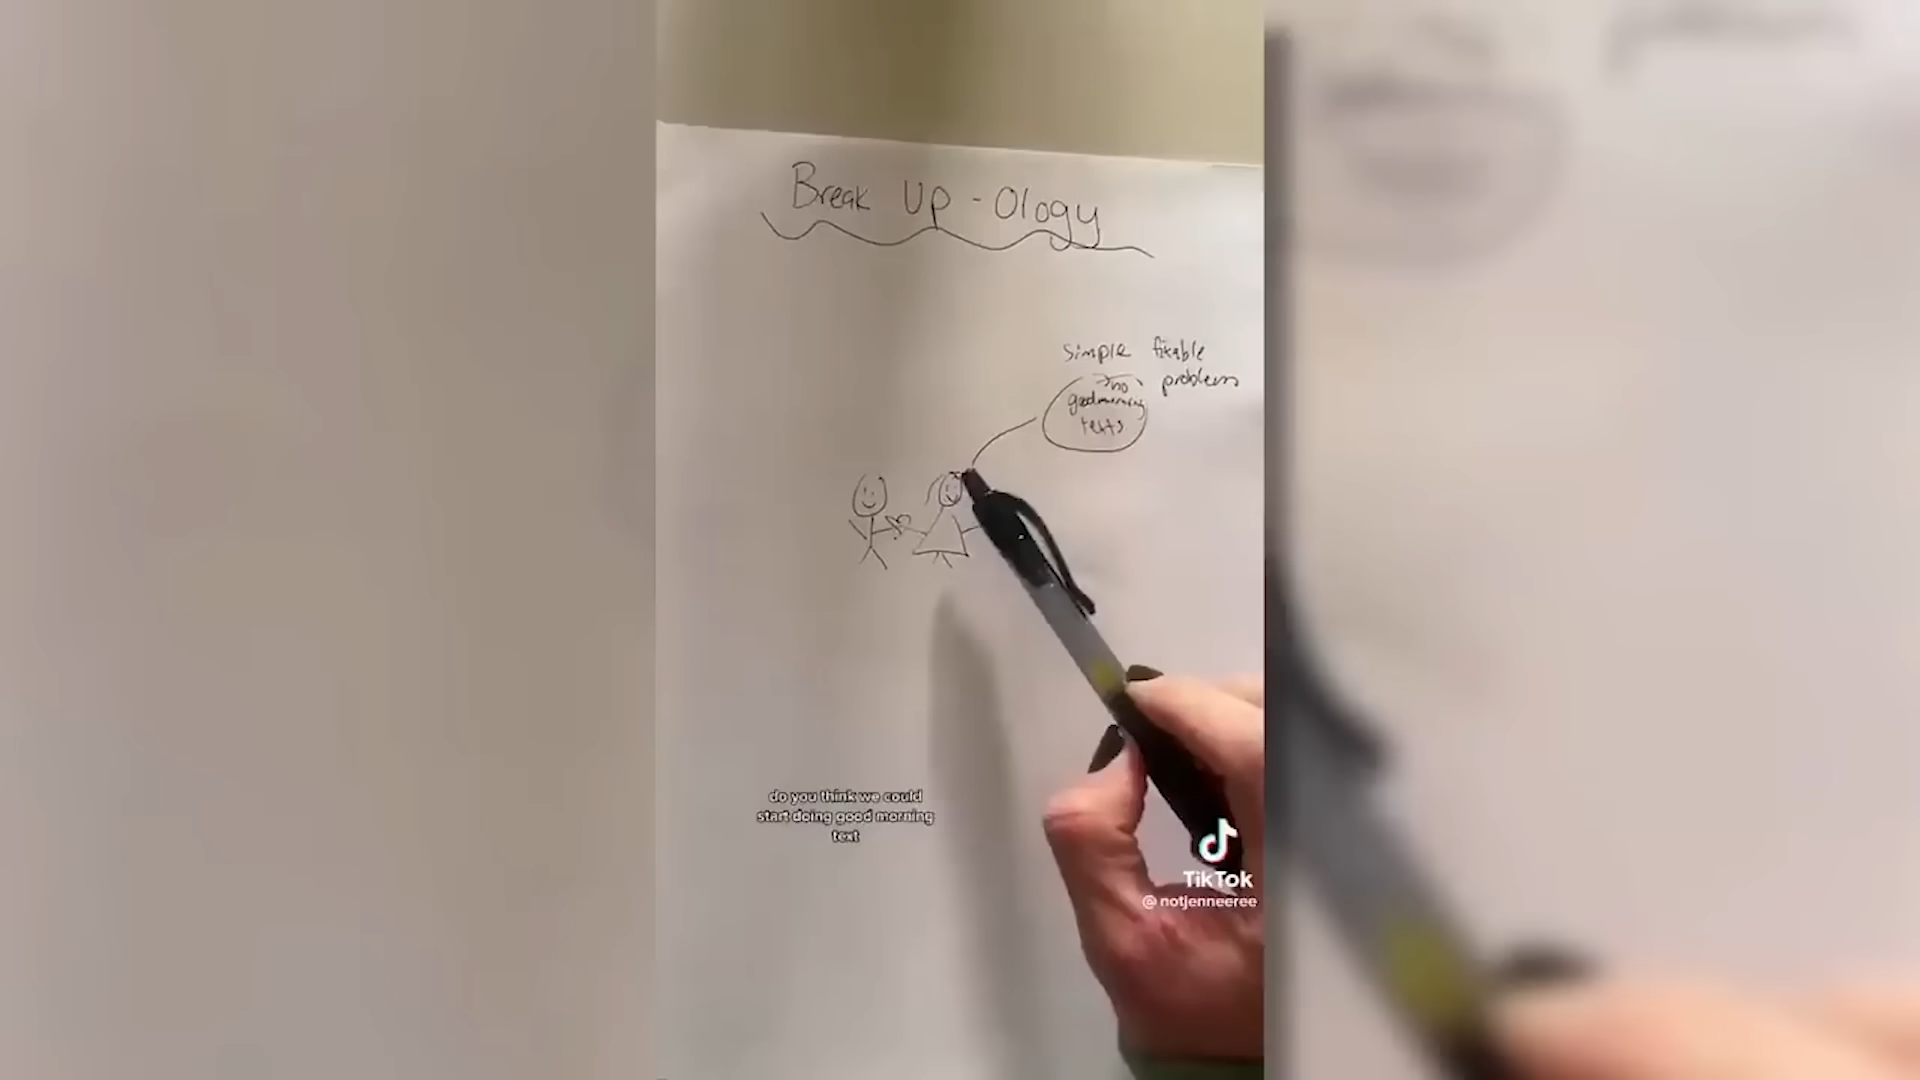 Break Up - Ology
simple fixable
problems
no
goodmorning
texts
do you think we could
start doing good morning
text
TikTok
@notjenneeree